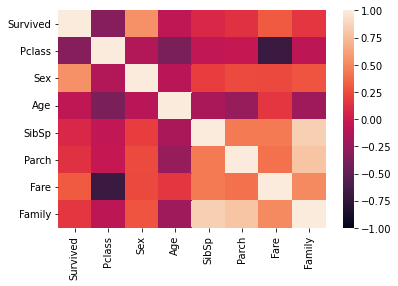 Survived
Pclass
Sex
Age
SibSp
Parch
Fare
Family
Survived
Pclass
Sex
Age
SibSp
Parch
Fare
Family
1.00
0.75
0.50
0.25
0.00
−0.25
−0.50
−0.75
−1.00